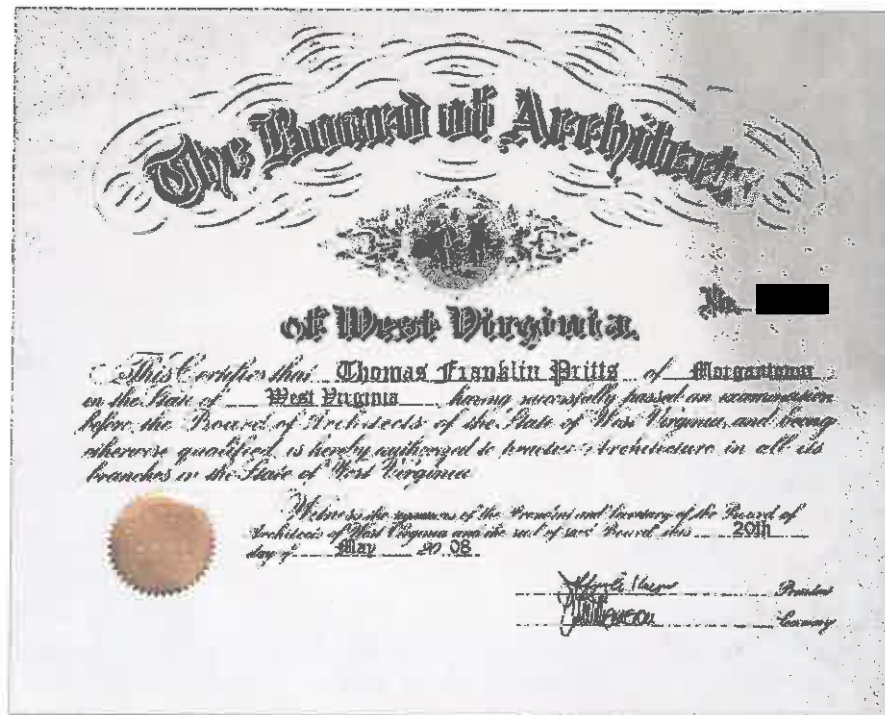 The Board of Architects
of West Virginia.
No.
This Certifies that Thomas Franklin Pritts of Morgantown
in the State of West Virginia having successfully passed an examination
before the Board of Architects of the State of West Virginia, and being
otherwise qualified, is hereby authorized to practice Architecture in all its
branches in the State of West Virginia
Witness the signatures of the President and Secretary of the Board of
Architects of West Virginia and the seal of said Board this 20th
day of May 20 08
President
Secretary